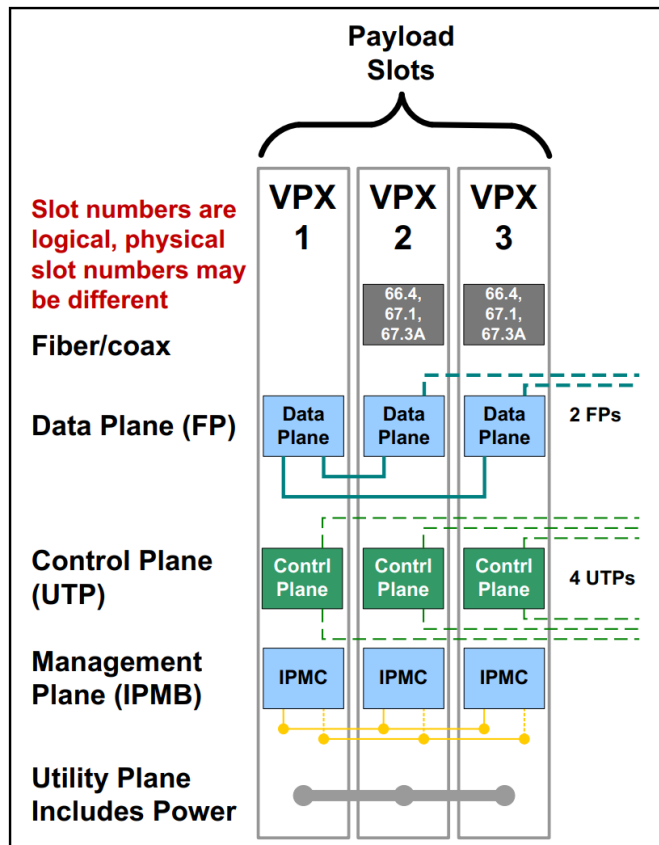 Payload
Slots
VPX
1
VPX
2
VPX
3
Slot numbers are
logical, physical
slot numbers may
be different
66.4,
67.1,
67.3A
66.4,
67.1,
67.3A
Fiber/coax
Data Plane (FP)
Data
Plane
Data
Plane
Data
Plane
2 FPs
Control Plane
(UTP)
Contrl
Plane
Contrl
Plane
Contrl
Plane
4 UTPs
Management
Plane (IPMB)
IPMC
IPMC
IPMC
Utility Plane
Includes Power